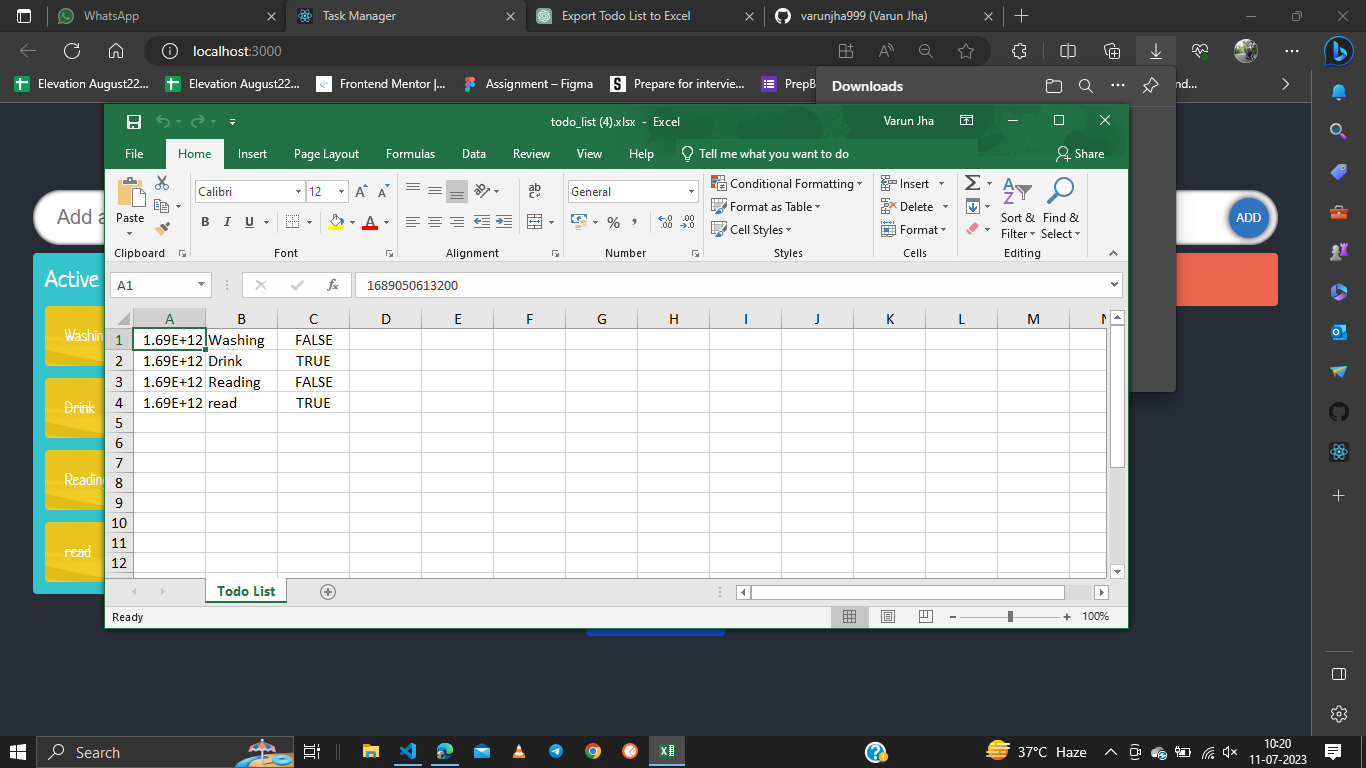 WhatsApp
Task Manager
Export Todo List to Excel
varunjha999 (Varun Jha)
localhost:3000
Elevation August22...
Elevation August22...
Frontend Mentor |...
Assignment – Figma
Prepare for intervie...
PrepB
nd...
Downloads
todo_list (4).xlsx - Excel
Varun Jha
File Home Insert Page Layout Formulas Data Review View Help Tell me what you want to do Share
Paste
Calibri 12
B I U
General
Conditional Formatting
Format as Table
Cell Styles
Insert
Delete
Format
Sort & Filter
Find & Select
Clipboard Font Alignment Number Styles Cells Editing
A1 fx 1689050613200
A B C D E F G H I J K L M N
1 1.69E+12 Washing FALSE
2 1.69E+12 Drink TRUE
3 1.69E+12 Reading FALSE
4 1.69E+12 read TRUE
5
6
7
8
9
10
11
12
Todo List
Ready
100%
Add a
ADD
Active
Washin
Drink
Reading
read
Search
37°C Haze
10:20
11-07-2023